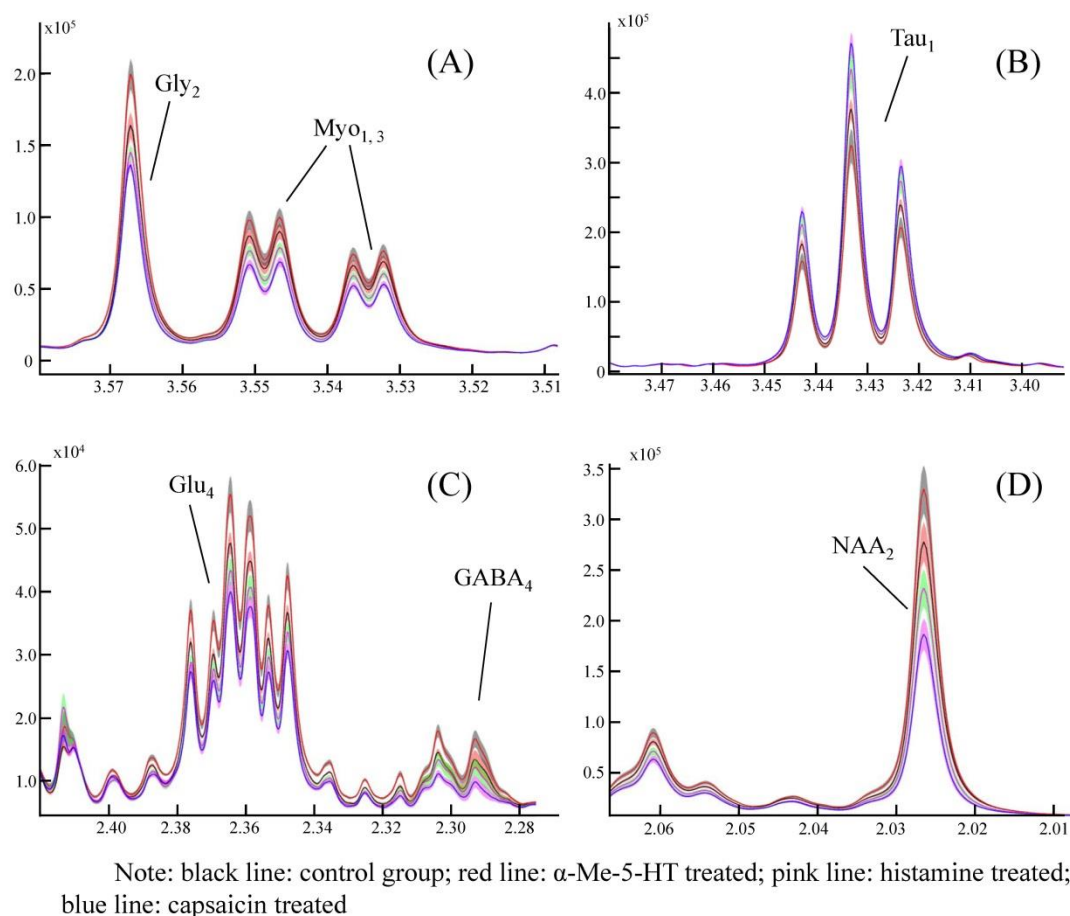 x10⁵
(A)
2.0
Gly₂
1.5
Myo₁, ₃
1.0
0.5
0
3.57 3.56 3.55 3.54 3.53 3.52 3.51
x10⁵
(B)
Tau₁
4.0
3.0
2.0
1.0
0
3.47 3.46 3.45 3.44 3.43 3.42 3.41 3.40
x10⁴
6.0
(C)
Glu₄
5.0
GABA₄
4.0
3.0
2.0
1.0
2.40 2.38 2.36 2.34 2.32 2.30 2.28
x10⁵
3.5
(D)
3.0
NAA₂
2.5
2.0
1.5
1.0
0.5
2.06 2.05 2.04 2.03 2.02 2.01
Note: black line: control group; red line: α-Me-5-HT treated; pink line: histamine treated;
blue line: capsaicin treated